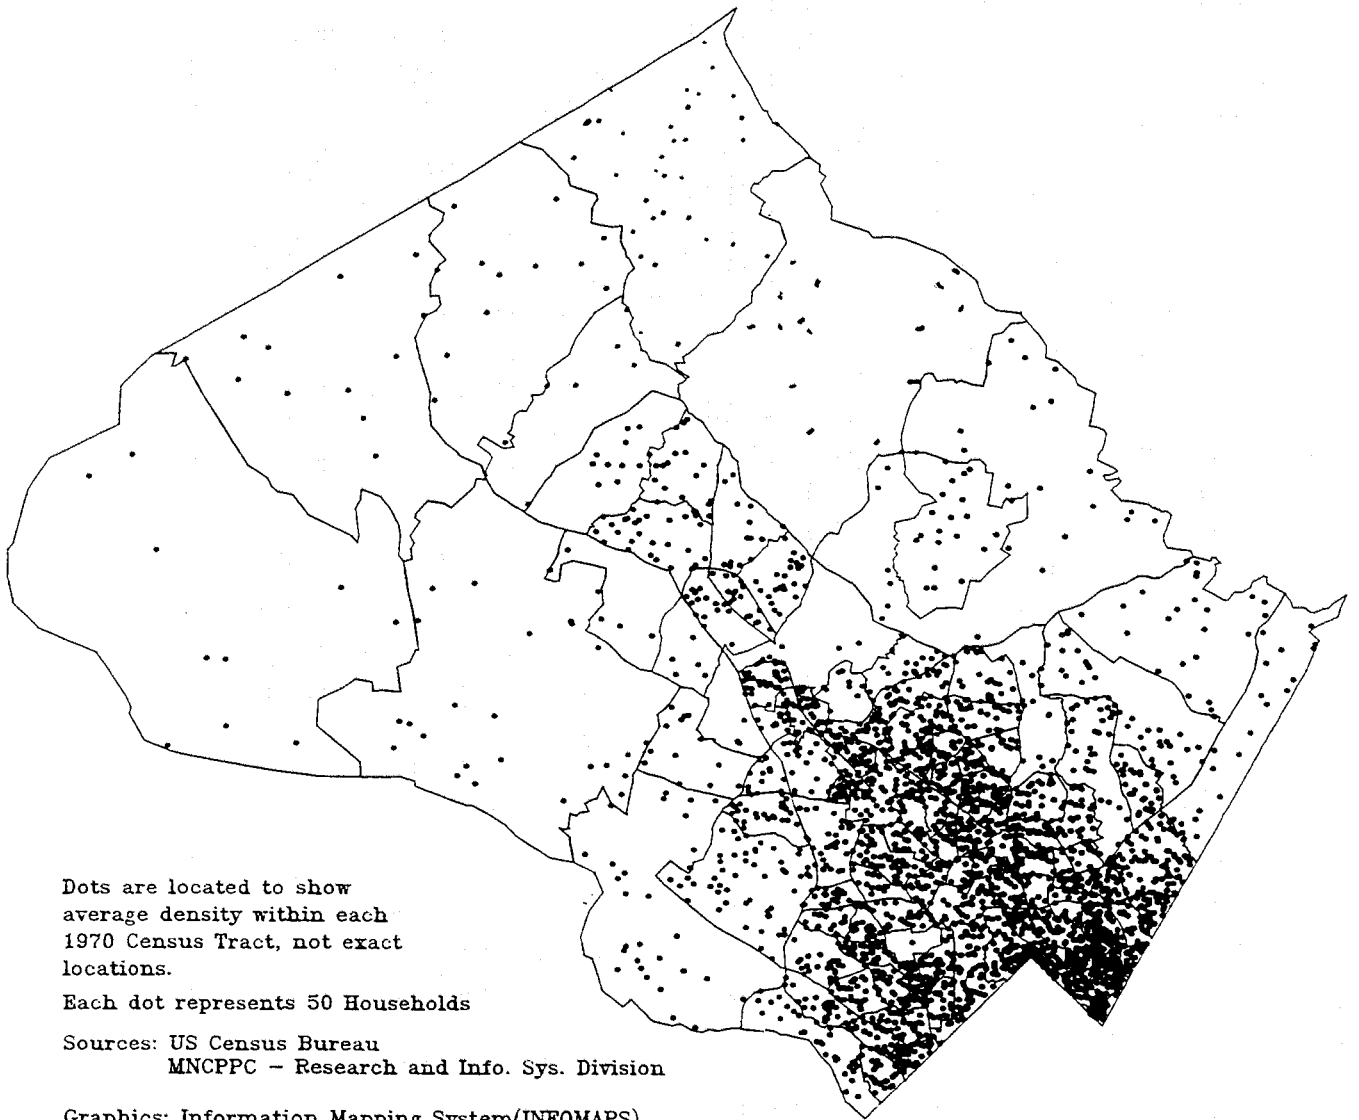 Dots are located to show
average density within each
1970 Census Tract, not exact
locations.
Each dot represents 50 Households
Sources: US Census Bureau
MNCPPC - Research and Info. Sys. Division
Graphics: Information Mapping System(INFOMAPS)